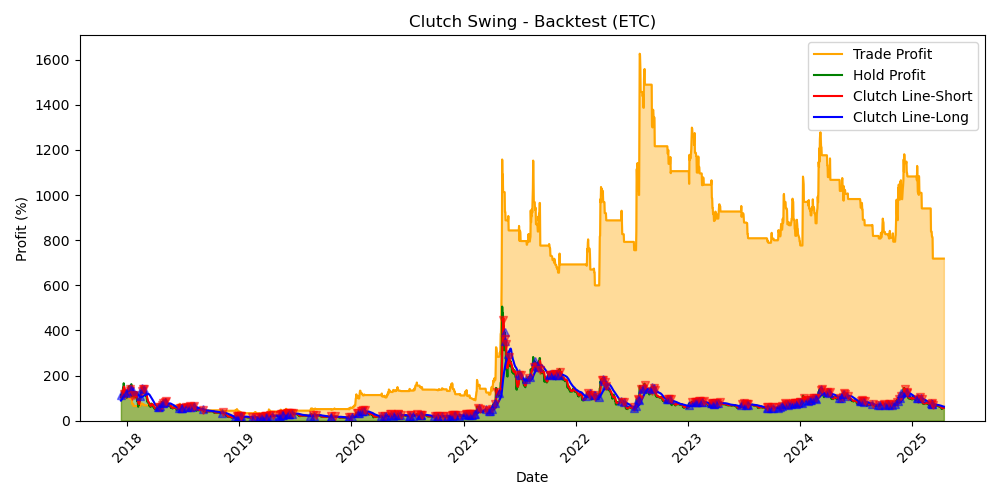 Clutch Swing - Backtest (ETC)
Trade Profit
Hold Profit
Clutch Line-Short
Clutch Line-Long
Profit (%)
1600
1400
1200
1000
800
600
400
200
0
2018
2019
2020
2021
2022
2023
2024
2025
Date